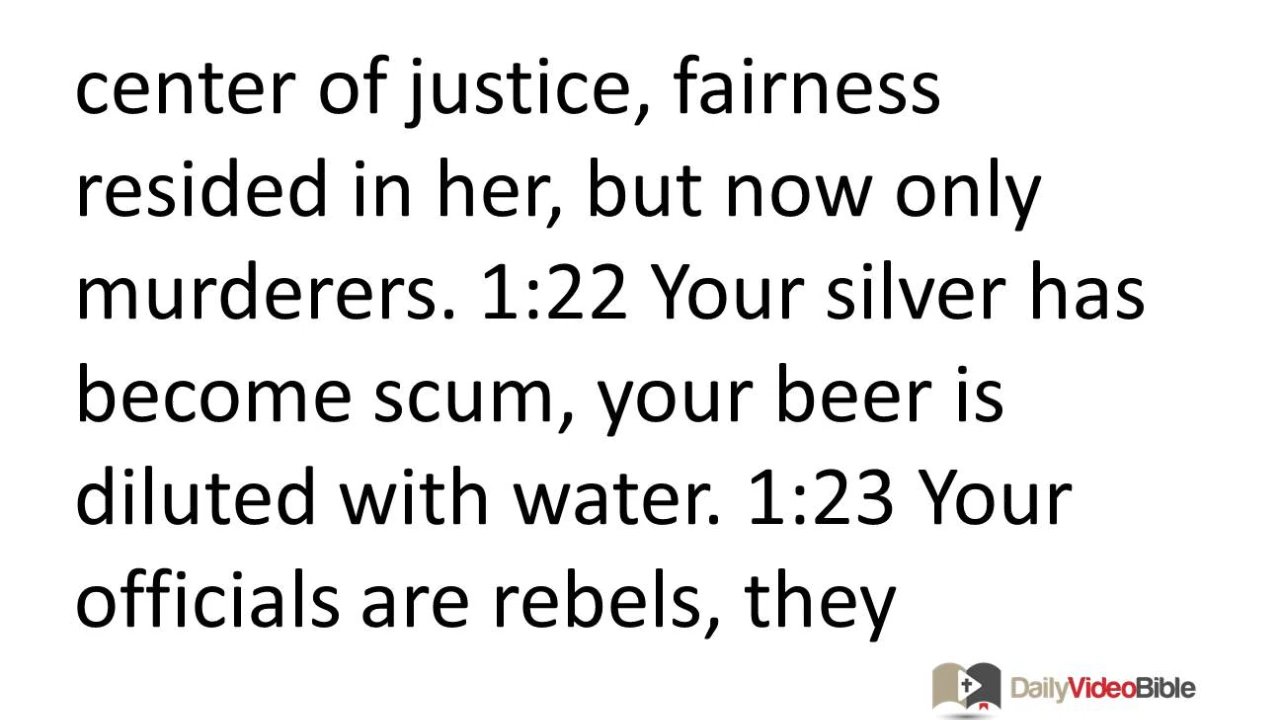 center of justice, fairness
resided in her, but now only
murderers. 1:22 Your silver has
become scum, your beer is
diluted with water. 1:23 Your
officials are rebels, they
DailyVideoBible